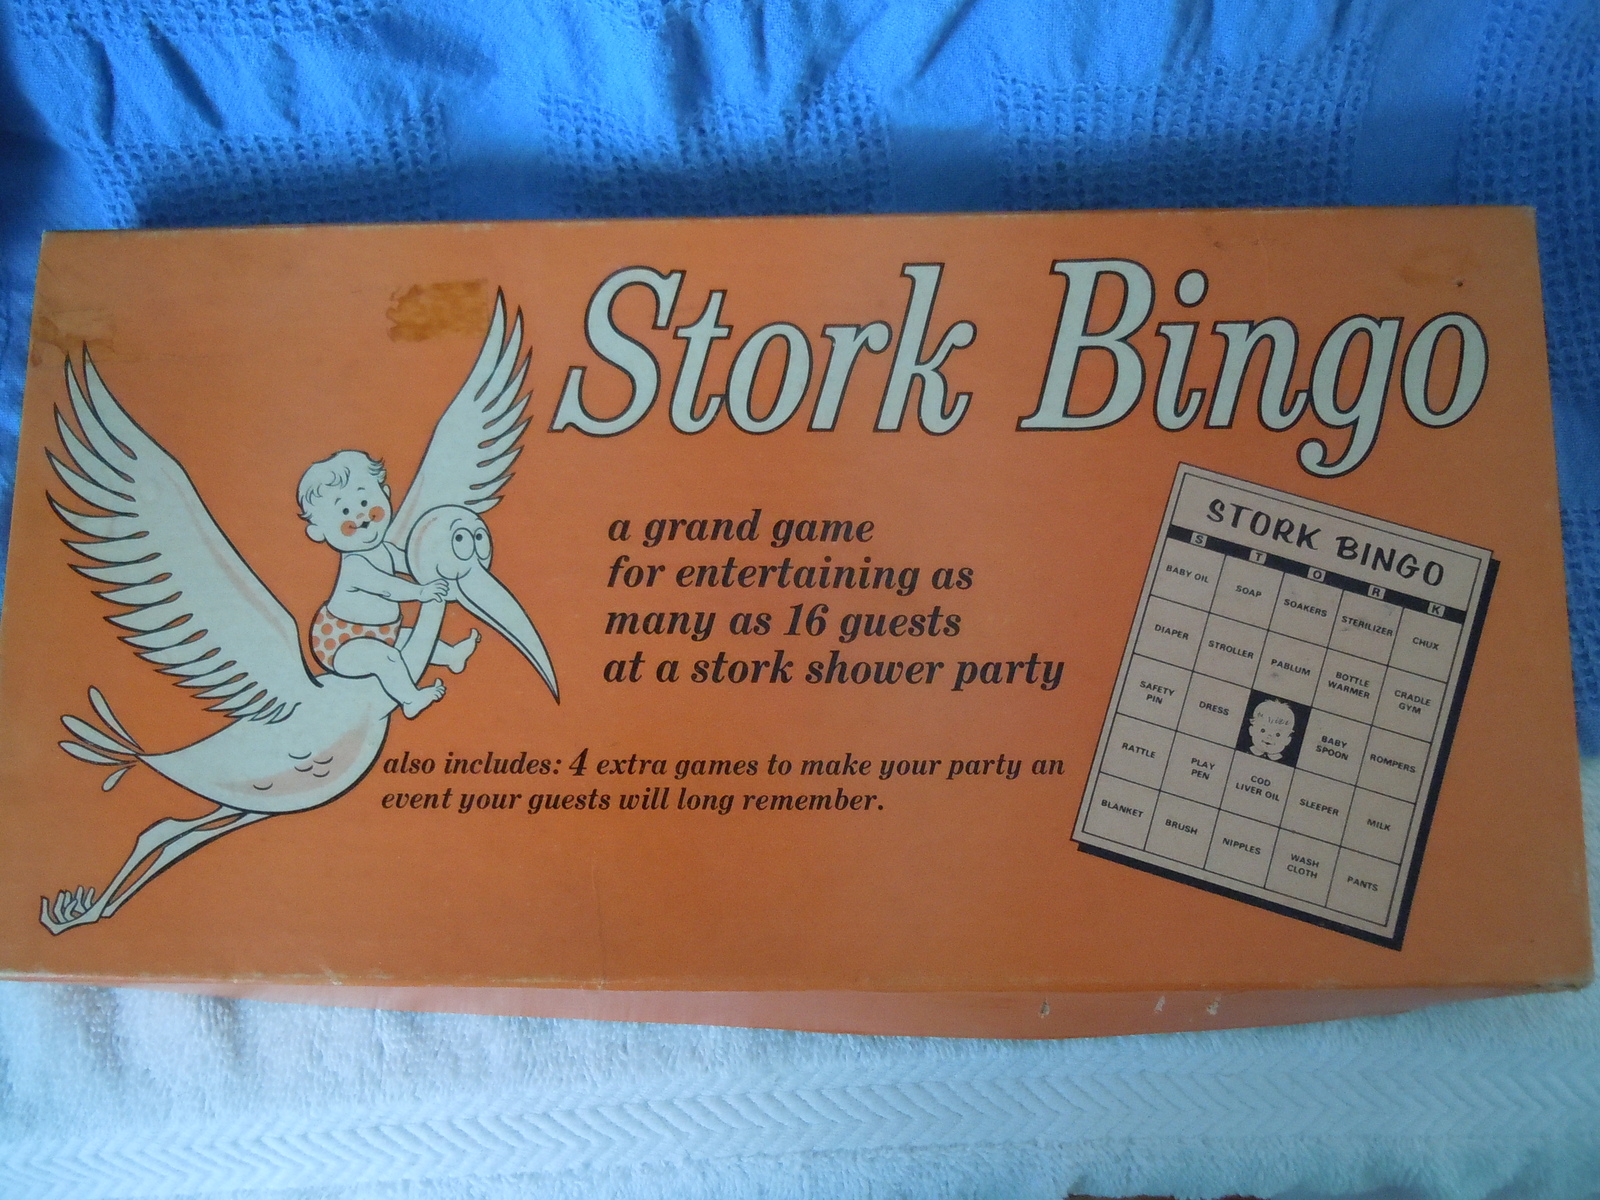 Stork Bingo
a grand game
for entertaining as
many as 16 guests
at a stork shower party
also includes: 4 extra games to make your party an
event your guests will long remember.
STORK BINGO
S T O R K
BABY OIL SOAP SOAKERS STERILIZER CHUX
DIAPER STROLLER PABLUM BOTTLE WARMER CRADLE GYM
SAFETY PIN DRESS BABY SPOON ROMPERS
RATTLE PLAY PEN COD LIVER OIL SLEEPER MILK
BLANKET BRUSH NIPPLES WASH CLOTH PANTS